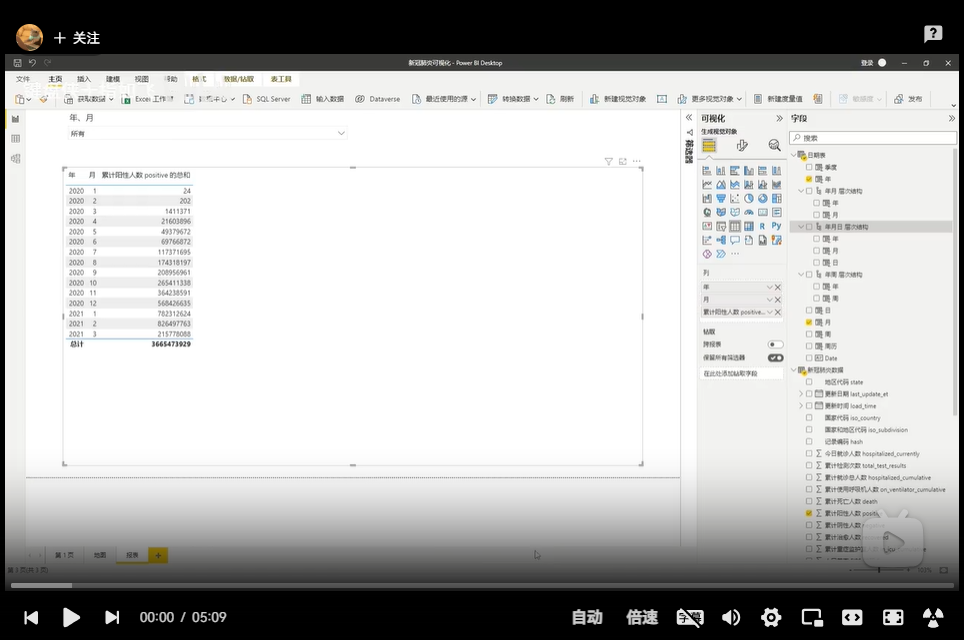 + 关注
新冠肺炎可视化 - Power BI Desktop
登录
文件 主页 插入 建模 视图 帮助 格式 数据/钻取 表工具
获取数据 Excel 工作簿 数据中心 SQL Server 输入数据 Dataverse 最近使用的源 转换数据 刷新 新建视觉对象 更多视觉对象 新建度量值 敏感度 发布
年、月
所有
年 月 累计阳性人数 positive 的总和
2020 1 24
2020 2 202
2020 3 1411371
2020 4 21603896
2020 5 49379672
2020 6 69766872
2020 7 117371695
2020 8 174318197
2020 9 208956961
2020 10 265411338
2020 11 364238591
2020 12 568426635
2021 1 782312624
2021 2 826497763
2021 3 215778088
总计 3665473929
筛选器
可视化
生成视觉对象
R Py
列
年
月
累计阳性人数 positive...
钻取
跨报表
保留所有筛选器
在此处添加钻取字段
字段
搜索
日期表
季度
年
年月 层次结构
年
月
年月日 层次结构
年
月
日
年周 层次结构
年
周
日
月
周
周历
Date
新冠肺炎数据
地区代码 state
更新日期 last_update_et
更新时间 load_time
国家代码 iso_country
国家和地区代码 iso_subdivision
记录编码 hash
今日就诊人数 hospitalized_currently
累计检测次数 total_test_results
累计就诊总人数 hospitalized_cumulative
累计使用呼吸机人数 on_ventilator_cumulative
累计死亡人数 death
累计阳性人数
累计阴性人数
累计治愈人数
第 1 页 地图 报表 +
00:00 / 05:09
自动 倍速
字幕